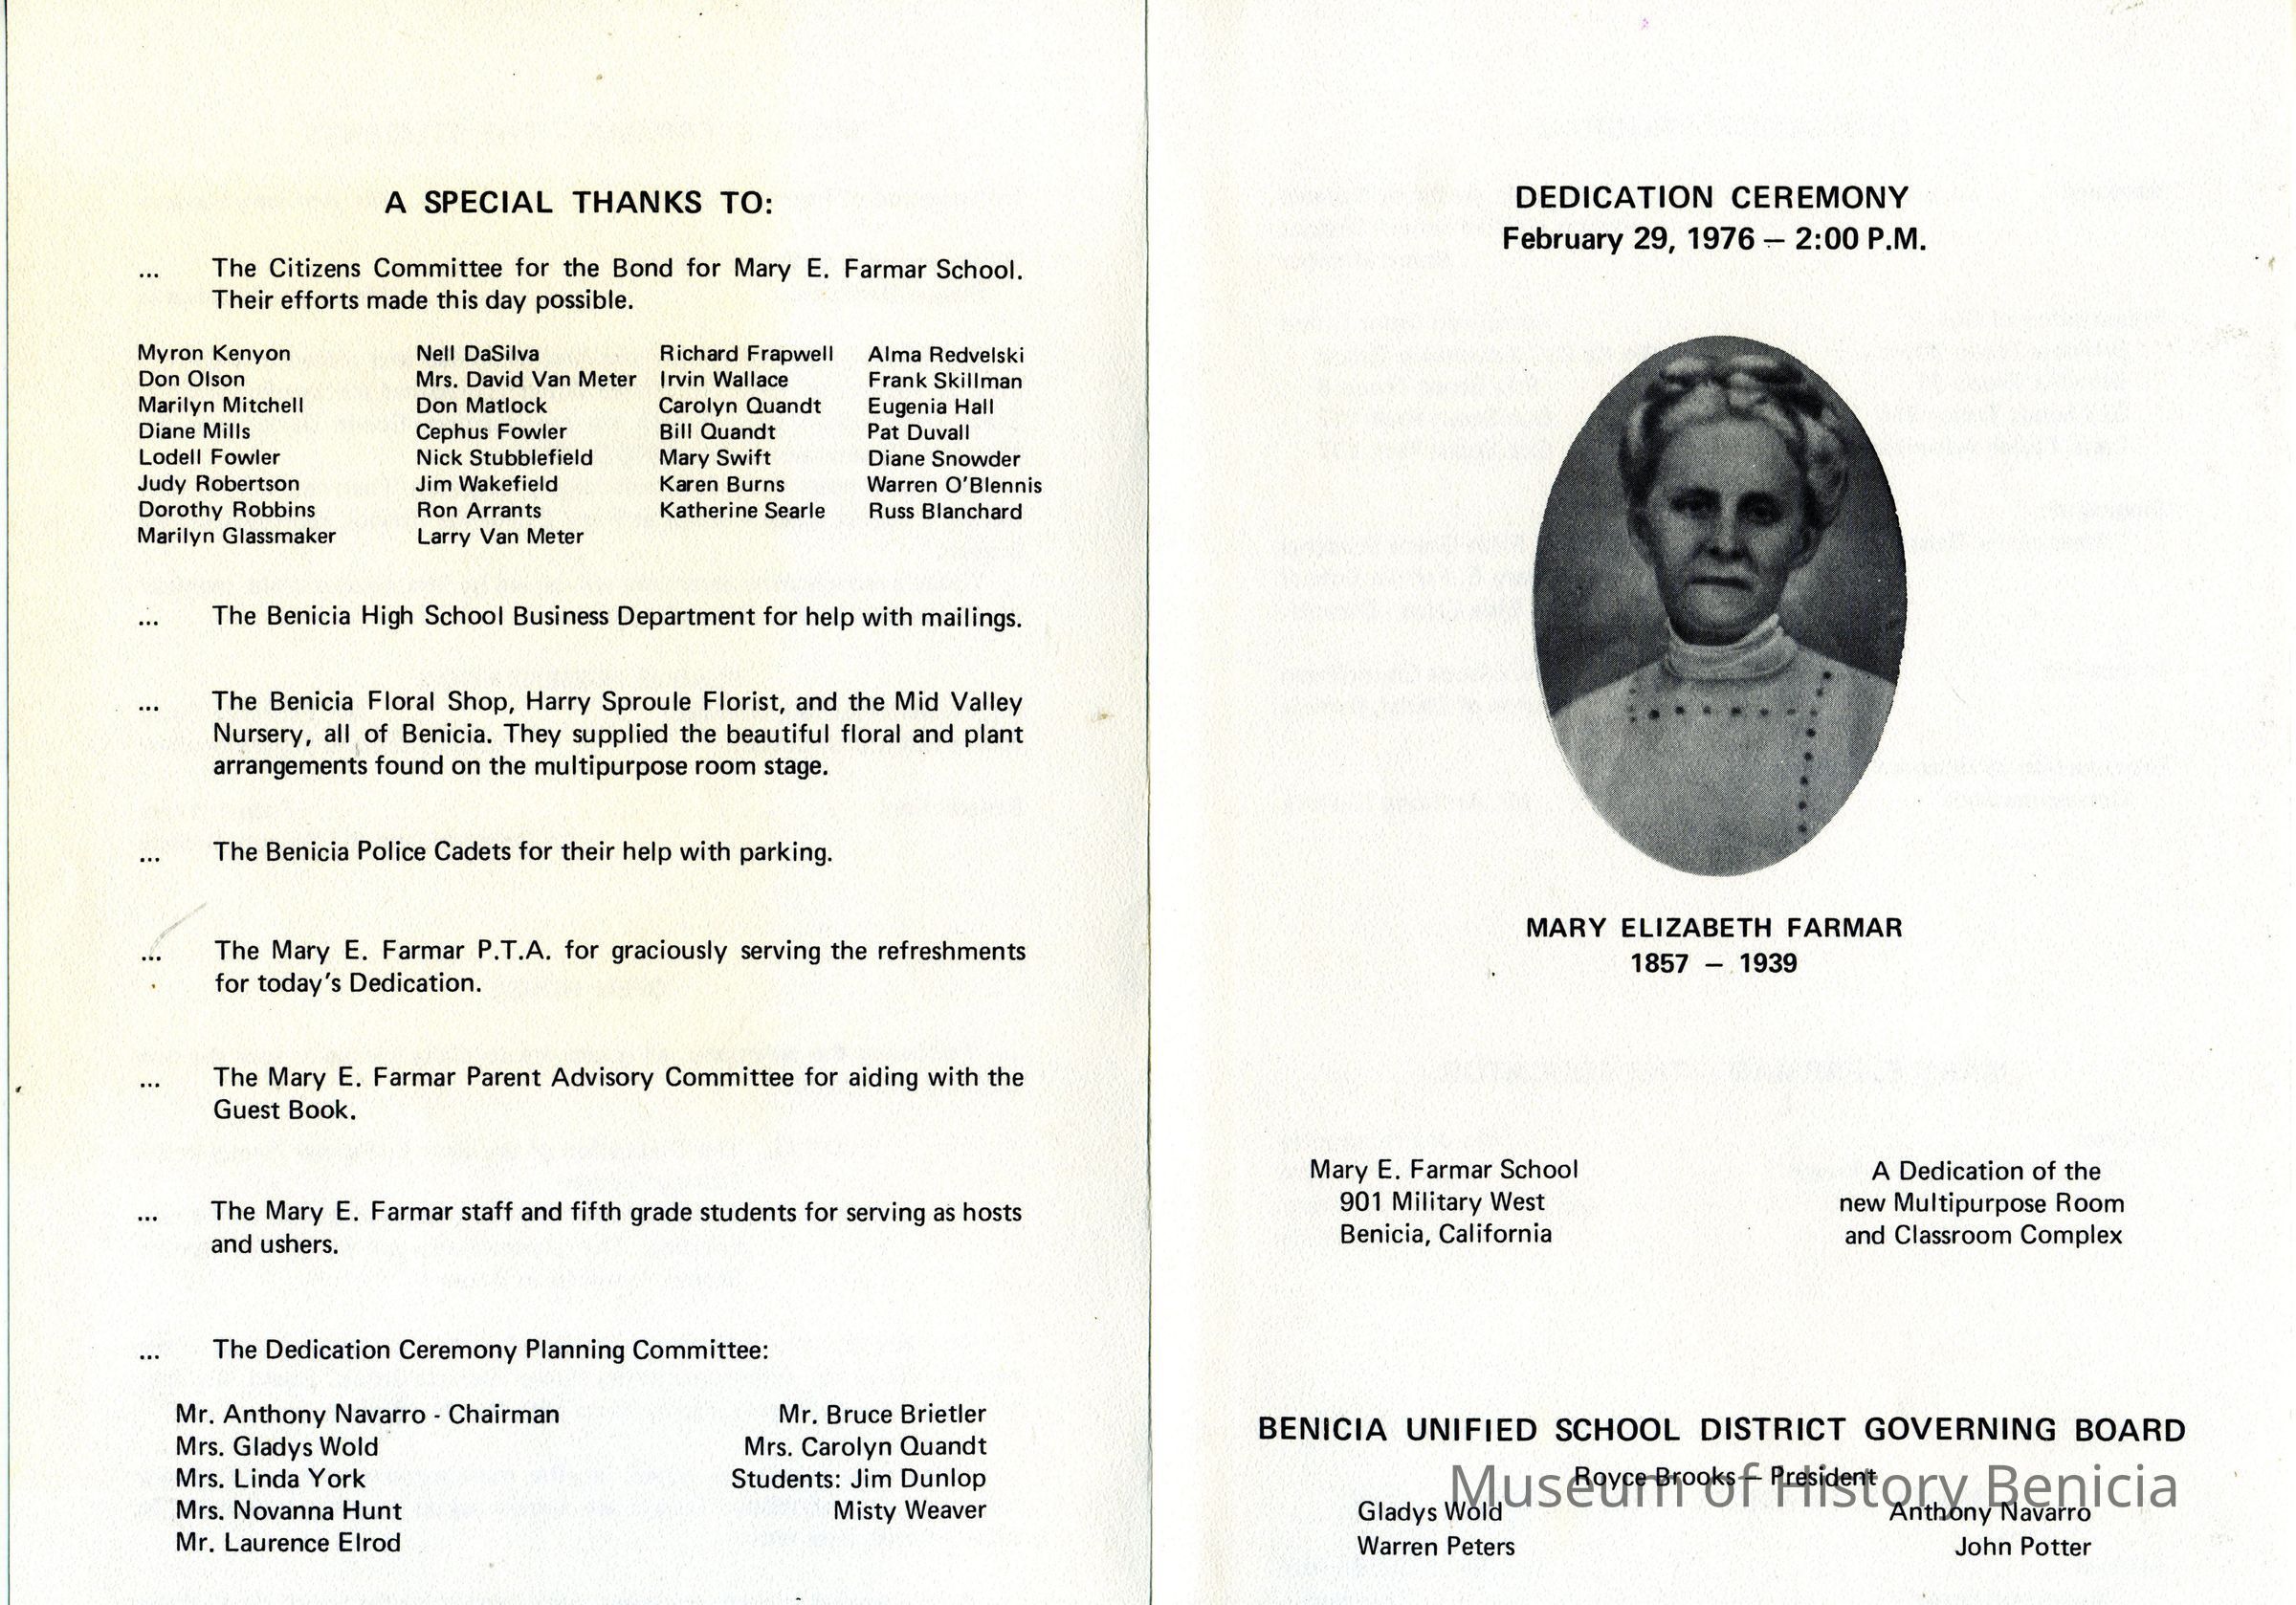 A SPECIAL THANKS TO:
... The Citizens Committee for the Bond for Mary E. Farmar School.
Their efforts made this day possible.
Myron Kenyon Nell DaSilva Richard Frapwell Alma Redvelski
Don Olson Mrs. David Van Meter Irvin Wallace Frank Skillman
Marilyn Mitchell Don Matlock Carolyn Quandt Eugenia Hall
Diane Mills Cephus Fowler Bill Quandt Pat Duvall
Lodell Fowler Nick Stubblefield Mary Swift Diane Snowder
Judy Robertson Jim Wakefield Karen Burns Warren O'Blennis
Dorothy Robbins Ron Arrants Katherine Searle Russ Blanchard
Marilyn Glassmaker Larry Van Meter
... The Benicia High School Business Department for help with mailings.
... The Benicia Floral Shop, Harry Sproule Florist, and the Mid Valley
Nursery, all of Benicia. They supplied the beautiful floral and plant
arrangements found on the multipurpose room stage.
... The Benicia Police Cadets for their help with parking.
... The Mary E. Farmar P.T.A. for graciously serving the refreshments
for today's Dedication.
... The Mary E. Farmar Parent Advisory Committee for aiding with the
Guest Book.
... The Mary E. Farmar staff and fifth grade students for serving as hosts
and ushers.
... The Dedication Ceremony Planning Committee:
Mr. Anthony Navarro - Chairman Mr. Bruce Brietler
Mrs. Gladys Wold Mrs. Carolyn Quandt
Mrs. Linda York Students: Jim Dunlop
Mrs. Novanna Hunt Misty Weaver
Mr. Laurence Elrod
DEDICATION CEREMONY
February 29, 1976 — 2:00 P.M.
MARY ELIZABETH FARMAR
1857 — 1939
Mary E. Farmar School
901 Military West
Benicia, California
A Dedication of the
new Multipurpose Room
and Classroom Complex
BENICIA UNIFIED SCHOOL DISTRICT GOVERNING BOARD
Royce Brooks — President
Museum of History Benicia
Gladys Wold Anthony Navarro
Warren Peters John Potter